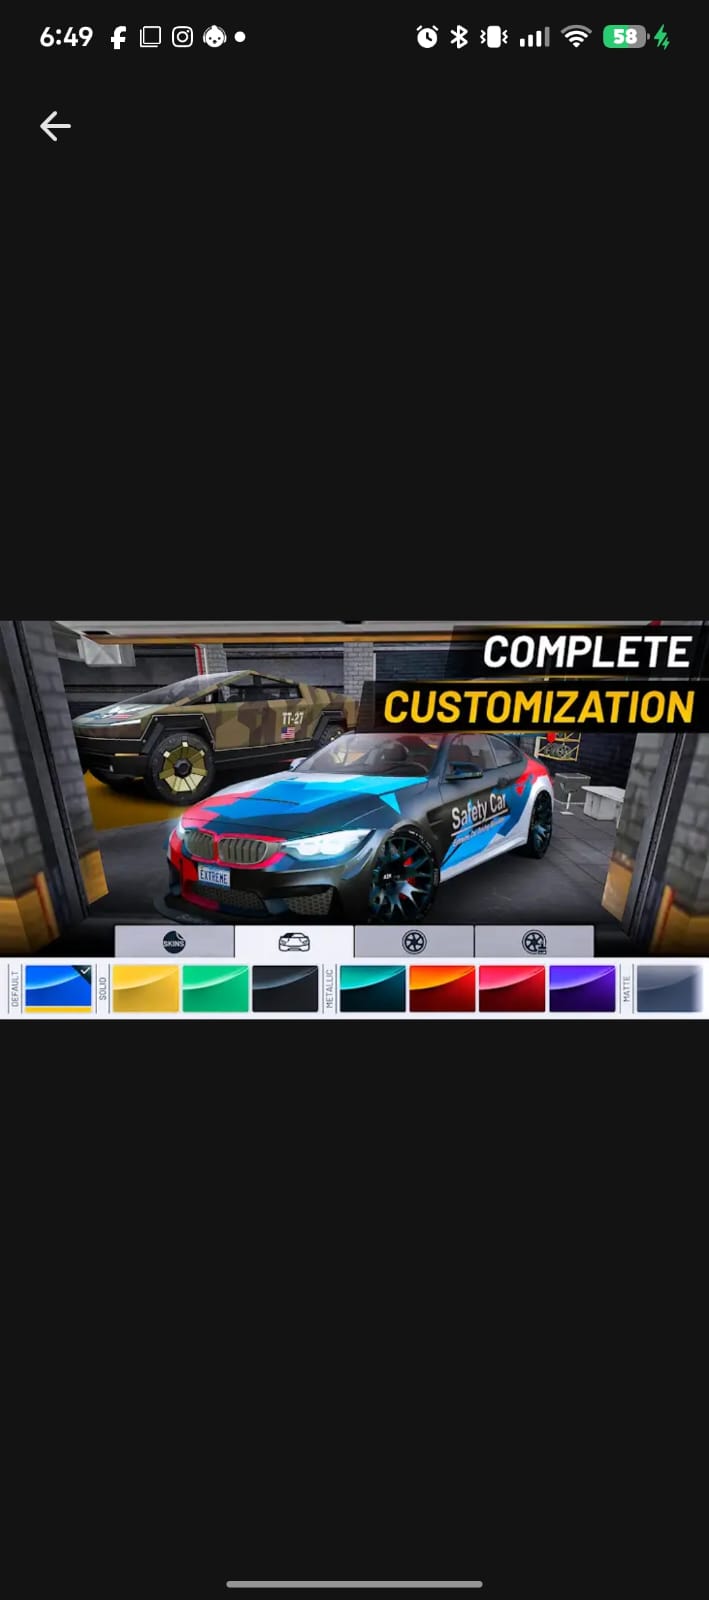 6:49
58
COMPLETE
CUSTOMIZATION
TT-27
Safety Car
EXTREME
SKINS
DEFAULT
SOLID
METALLIC
MATTE